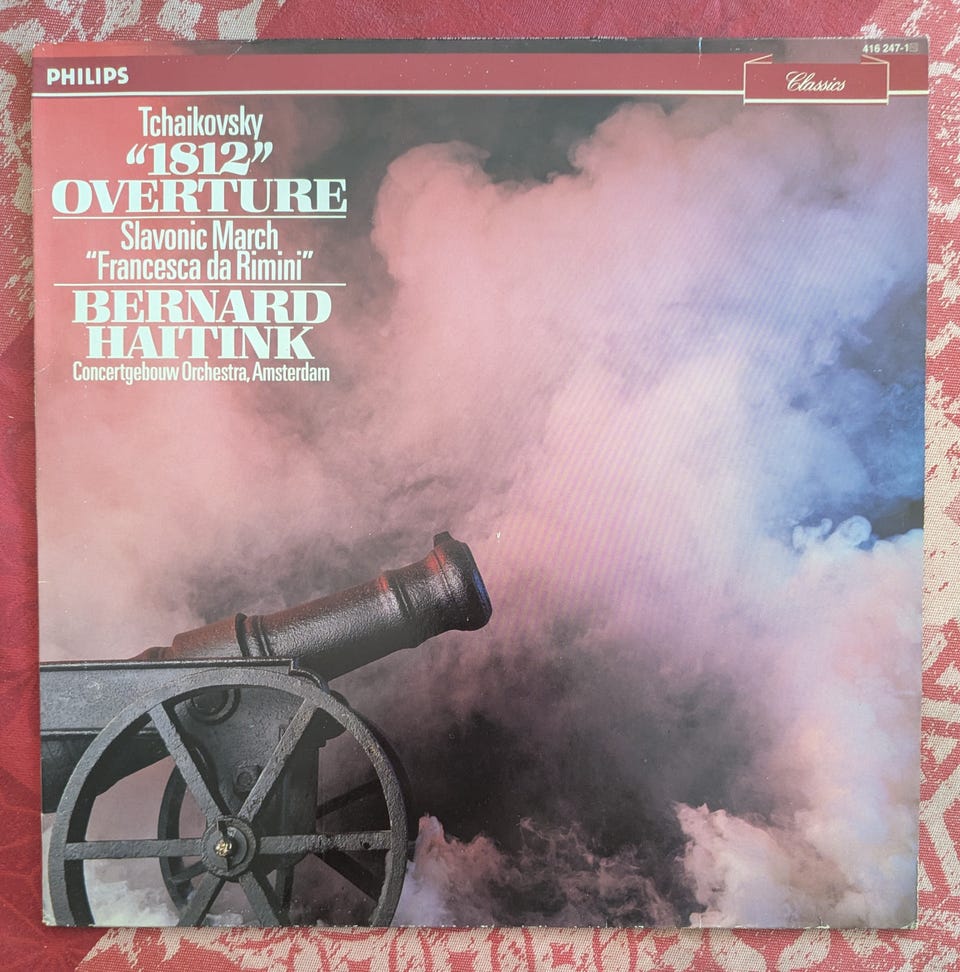 416 247-1
PHILIPS
Classics
Tchaikovsky
“1812”
OVERTURE
Slavonic March
“Francesca da Rimini”
BERNARD
HAITINK
Concertgebouw Orchestra, Amsterdam